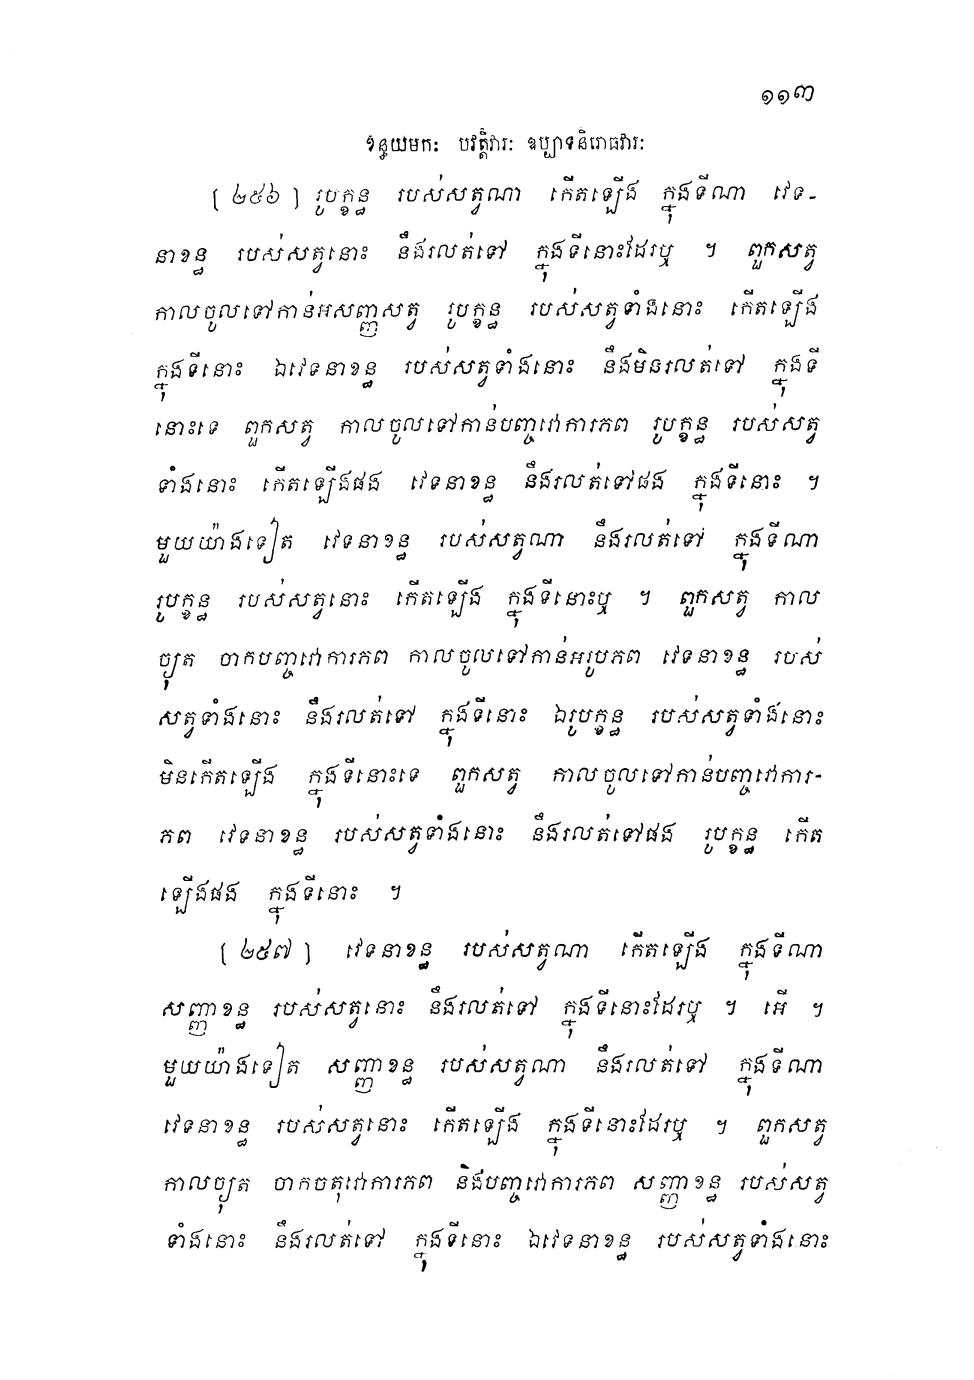 ១១៣
ខន្ធយមកៈ បវត្តិវារៈ ឧប្បាទនិរោធវារៈ
[ ២៥៦ ] រូបក្ខន្ធ របស់សត្វណា កើតឡើង ក្នុងទីណា វេទ-
នាខន្ធ របស់សត្វនោះ នឹងរលត់ទៅ ក្នុងទីនោះដែរឬ ។ ពួកសត្វ
កាលចូលទៅកាន់អសញ្ញសត្វ រូបក្ខន្ធ របស់សត្វទាំងនោះ កើតឡើង
ក្នុងទីនោះ ឯវេទនាខន្ធ របស់សត្វទាំងនោះ នឹងមិនរលត់ទៅ ក្នុងទី
នោះទេ ពួកសត្វ កាលចូលទៅកាន់បញ្ចវោការភព រូបក្ខន្ធ របស់សត្វ
ទាំងនោះ កើតឡើងផង វេទនាខន្ធ នឹងរលត់ទៅផង ក្នុងទីនោះ ។
មួយយ៉ាងទៀត វេទនាខន្ធ របស់សត្វណា នឹងរលត់ទៅ ក្នុងទីណា
រូបក្ខន្ធ របស់សត្វនោះ កើតឡើង ក្នុងទីនោះឬ ។ ពួកសត្វ កាល
ច្យុត ចាកបញ្ចវោការភព កាលចូលទៅកាន់អរូបភព វេទនាខន្ធ របស់
សត្វទាំងនោះ នឹងរលត់ទៅ ក្នុងទីនោះ ឯរូបក្ខន្ធ របស់សត្វទាំងនោះ
មិនកើតឡើង ក្នុងទីនោះទេ ពួកសត្វ កាលចូលទៅកាន់បញ្ចវោការ-
ភព វេទនាខន្ធ របស់សត្វទាំងនោះ នឹងរលត់ទៅផង រូបក្ខន្ធ កើត
ឡើងផង ក្នុងទីនោះ ។
[ ២៥៧ ] វេទនាខន្ធ របស់សត្វណា កើតឡើង ក្នុងទីណា
សញ្ញាខន្ធ របស់សត្វនោះ នឹងរលត់ទៅ ក្នុងទីនោះដែរឬ ។ អើ ។
មួយយ៉ាងទៀត សញ្ញាខន្ធ របស់សត្វណា នឹងរលត់ទៅ ក្នុងទីណា
វេទនាខន្ធ របស់សត្វនោះ កើតឡើង ក្នុងទីនោះដែរឬ ។ ពួកសត្វ
កាលច្យុត ចាកចតុវោការភព និងបញ្ចវោការភព សញ្ញាខន្ធ របស់សត្វ
ទាំងនោះ នឹងរលត់ទៅ ក្នុងទីនោះ ឯវេទនាខន្ធ របស់សត្វទាំងនោះ